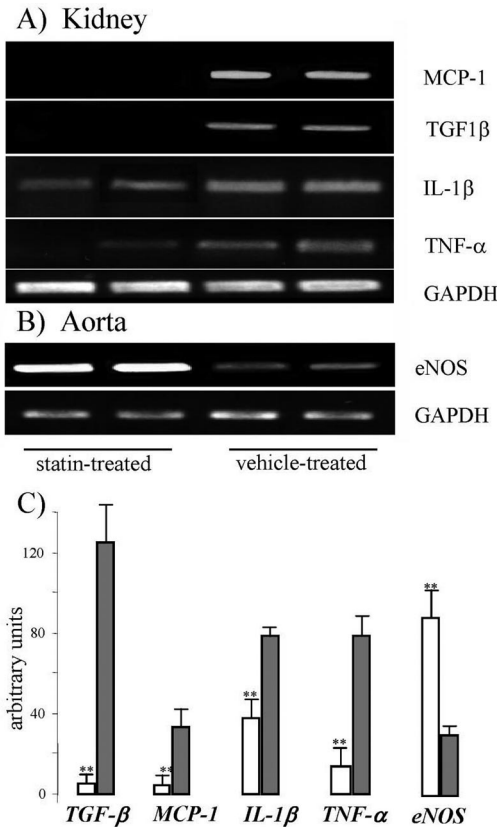 A) Kidney
MCP-1
TGF1β
IL-1β
TNF-α
GAPDH
B) Aorta
eNOS
GAPDH
statin-treated vehicle-treated
C)
arbitrary units
120
80
40
0
** ** ** ** **
TGF-β MCP-1 IL-1β TNF-α eNOS